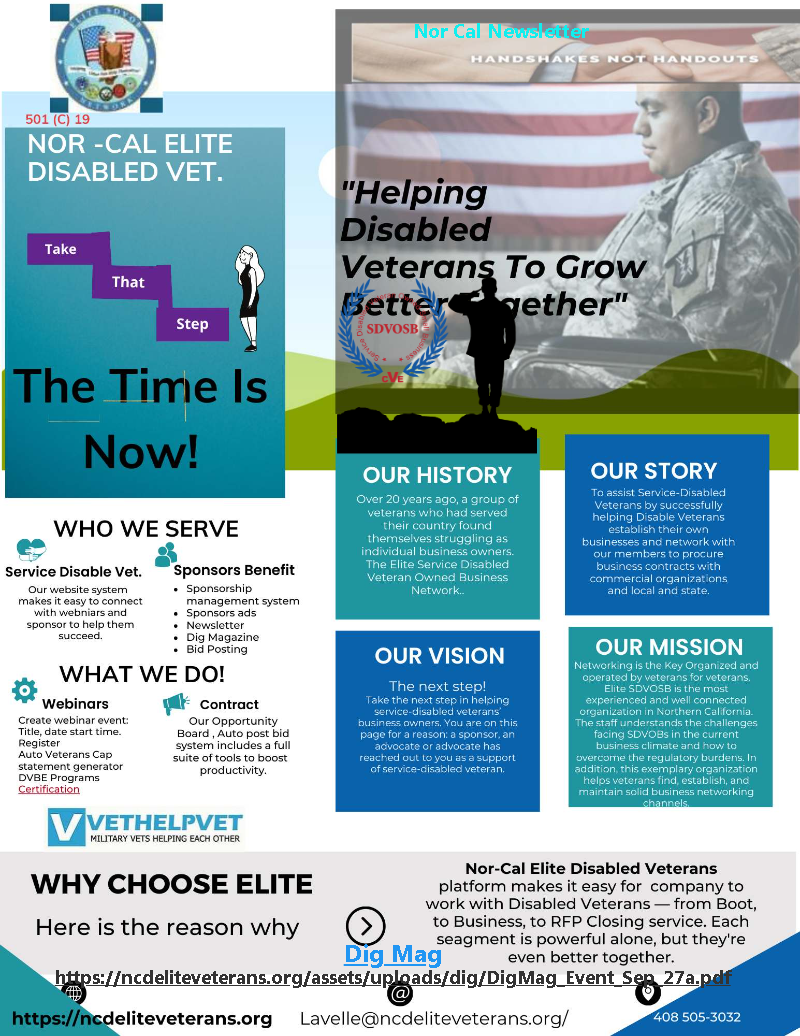 Nor Cal Newsletter
HANDSHAKES NOT HANDOUTS
ELITE SDVOB
NETWORK
501 (C) 19
NOR -CAL ELITE
DISABLED VET.
Take
That
Step
The Time Is
Now!
"Helping
Disabled
Veterans To Grow
Better Together"
SDVOSB
CVE
OUR HISTORY
Over 20 years ago, a group of
veterans who had served
their country found
themselves struggling as
individual business owners.
The Elite Service Disabled
Veteran Owned Business
Network..
OUR STORY
To assist Service-Disabled
Veterans by successfully
helping Disable Veterans
establish their own
businesses and network with
our members to procure
business contracts with
commercial organizations
and local and state.
WHO WE SERVE
Service Disable Vet.
Our website system
makes it easy to connect
with webniars and
sponsor to help them
succeed.
Sponsors Benefit
• Sponsorship
management system
• Sponsors ads
• Newsletter
• Dig Magazine
• Bid Posting
WHAT WE DO!
Webinars
Create webinar event:
Title, date start time.
Register
Auto Veterans Cap
statement generator
DVBE Programs
Certification
Contract
Our Opportunity
Board , Auto post bid
system includes a full
suite of tools to boost
productivity.
OUR VISION
The next step!
Take the next step in helping
service-disabled veterans'
business owners. You are on this
page for a reason: a sponsor, an
advocate or advocate has
reached out to you as a support
of service-disabled veteran.
OUR MISSION
Networking is the Key Organized and
operated by veterans for veterans.
Elite SDVOSB is the most
experienced and well connected
organization in Northern California.
The staff understands the challenges
facing SDVOBs in the current
business climate and how to
overcome the regulatory burdens. In
addition, this exemplary organization
helps veterans find, establish, and
maintain solid business networking
channels.
VETHELPVET
MILITARY VETS HELPING EACH OTHER
WHY CHOOSE ELITE
Here is the reason why
Nor-Cal Elite Disabled Veterans
platform makes it easy for company to
work with Disabled Veterans — from Boot,
to Business, to RFP Closing service. Each
seagment is powerful alone, but they're
even better together.
Dig Mag
https://ncdeliteveterans.org/assets/uploads/dig/DigMag_Event_Sep_27a.pdf
https://ncdeliteveterans.org
Lavelle@ncdeliteveterans.org/
408 505-3032